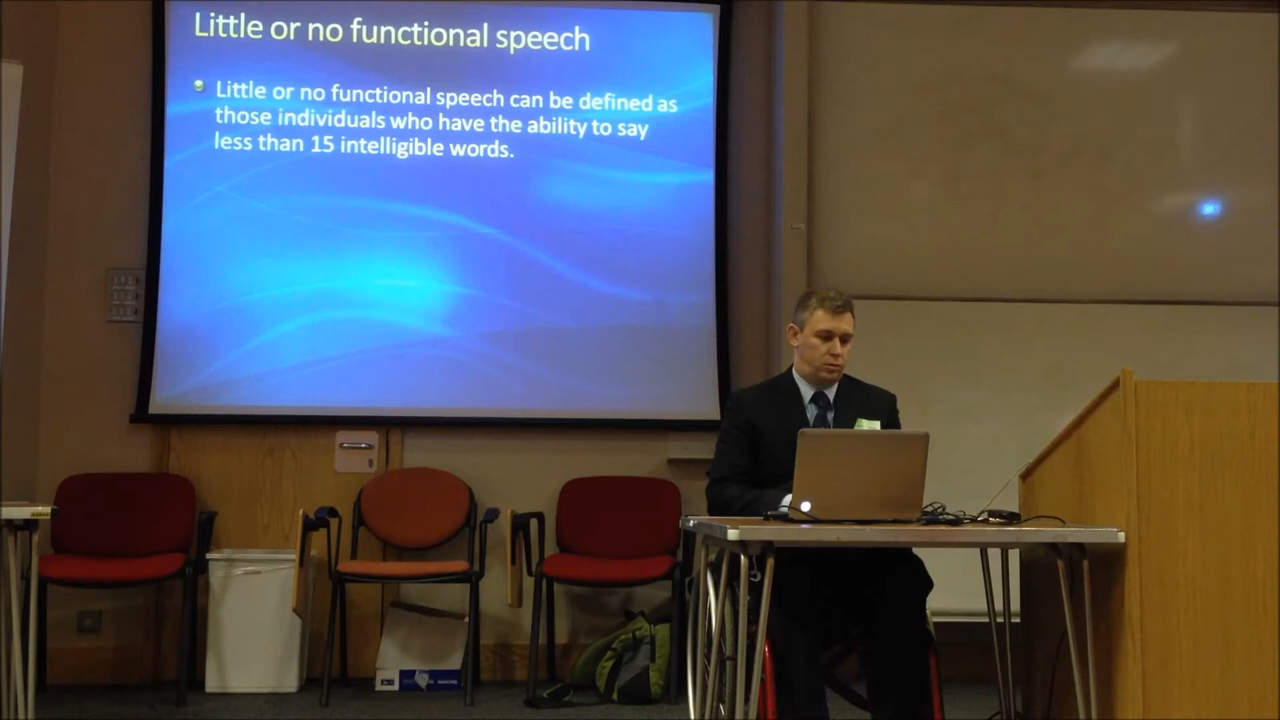 Little or no functional speech
Little or no functional speech can be defined as
those individuals who have the ability to say
less than 15 intelligible words.